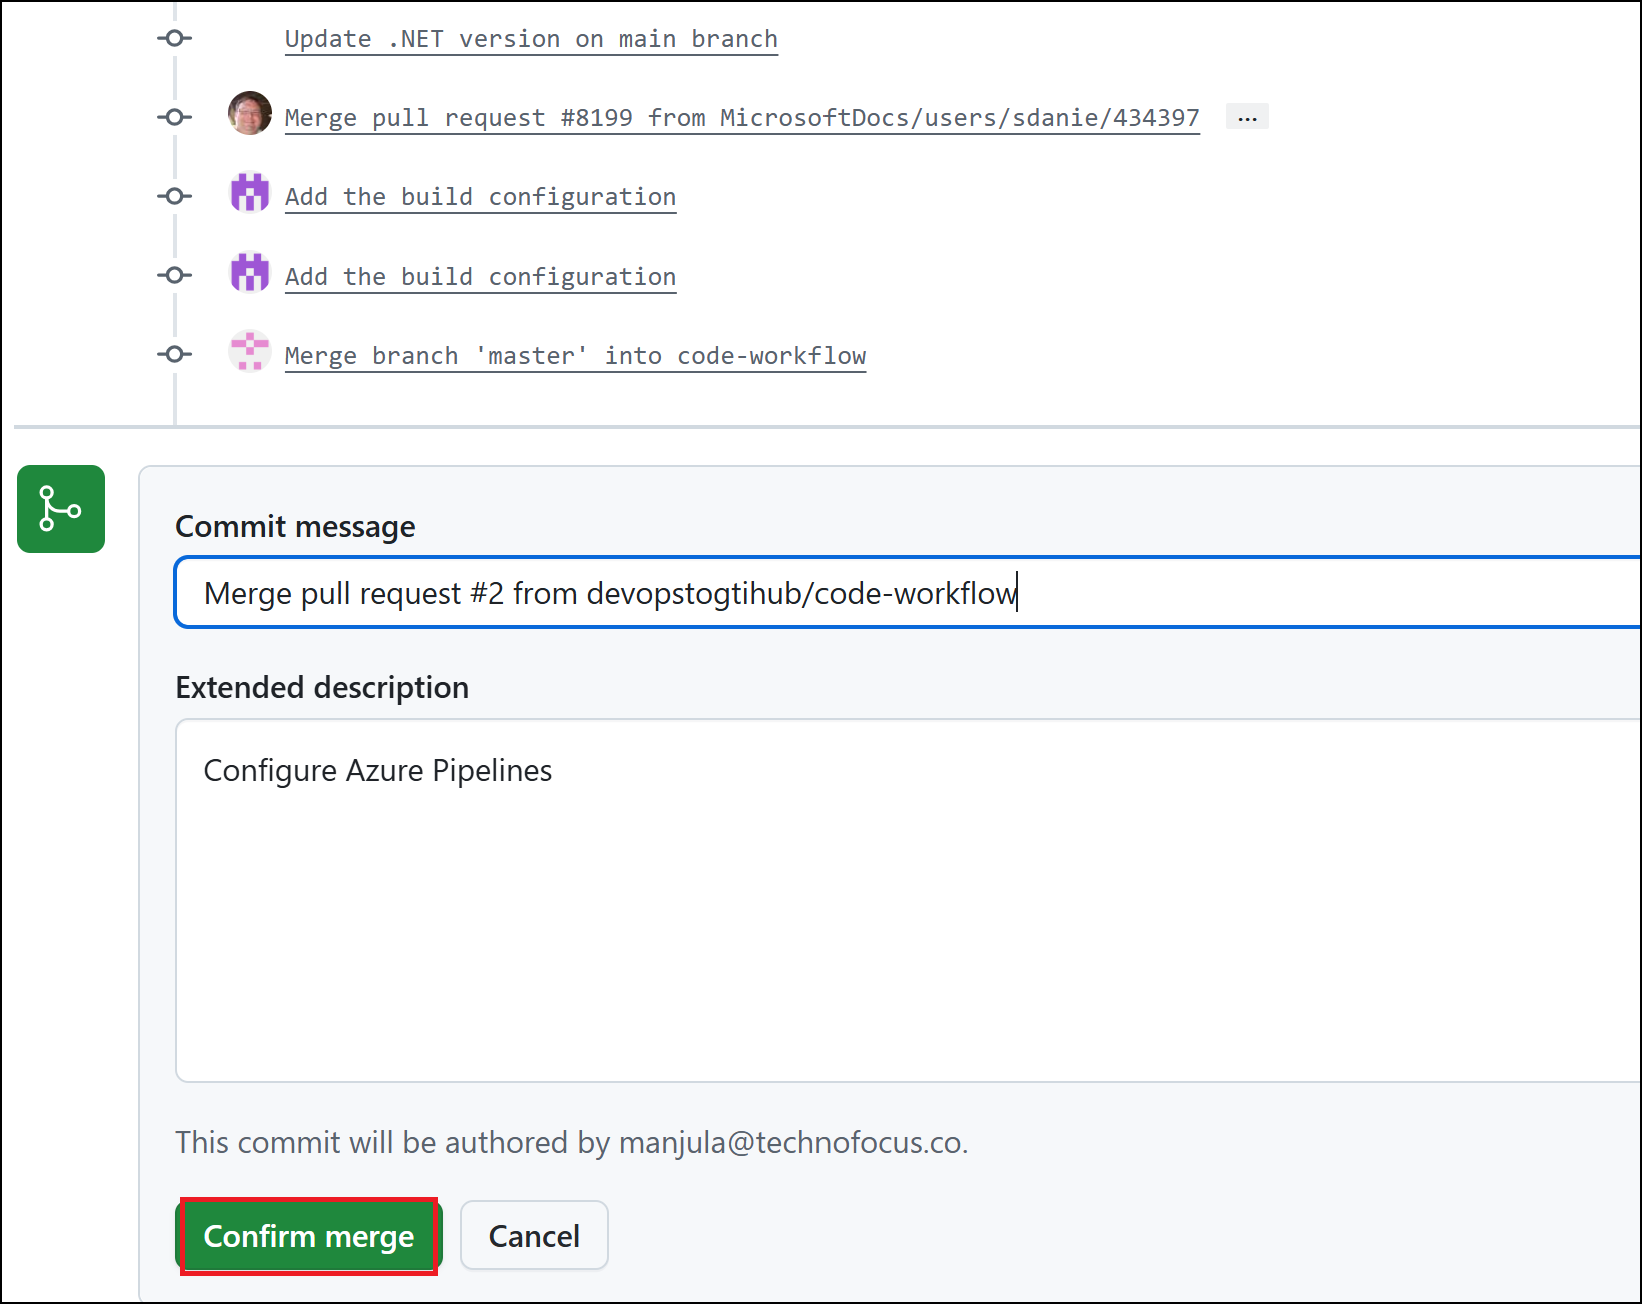 Update .NET version on main branch
Merge pull request #8199 from MicrosoftDocs/users/sdanie/434397 ...
Add the build configuration
Add the build configuration
Merge branch 'master' into code-workflow
Commit message
Merge pull request #2 from devopstogtihub/code-workflow
Extended description
Configure Azure Pipelines
This commit will be authored by manjula@technofocus.co.
Confirm merge Cancel